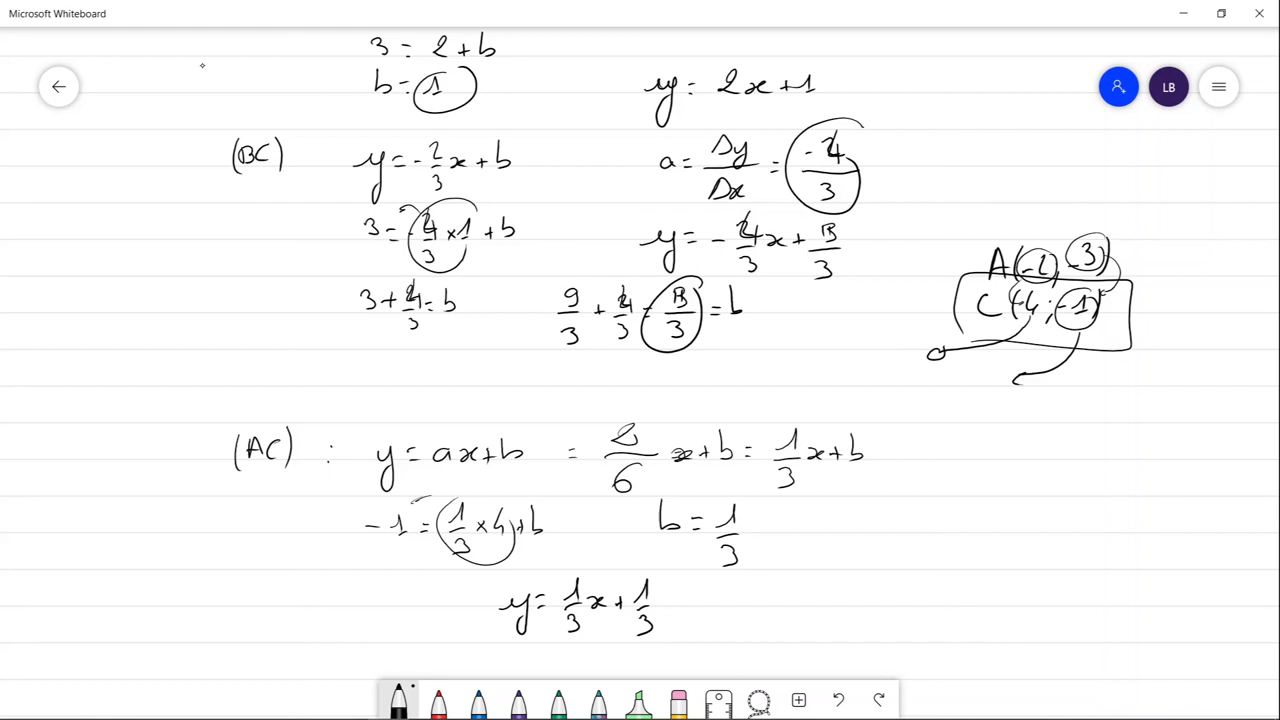 Microsoft Whiteboard
3 = 2 + b
b = 1
y = 2x + 1
LB
(BC)
y = -2/3 x + b
a = Δy/Δx = -4/3
3 = -4/3 × 1 + b
y = -4/3 x + 13/3
3 + 4/3 = b
9/3 + 4/3 = 13/3 = b
A(-2, -3)
C(4; -1)
(AC) : y = ax + b = 2/6 x + b = 1/3 x + b
-1 = (1/3 × 4) + b
b = 1/3
y = 1/3 x + 1/3